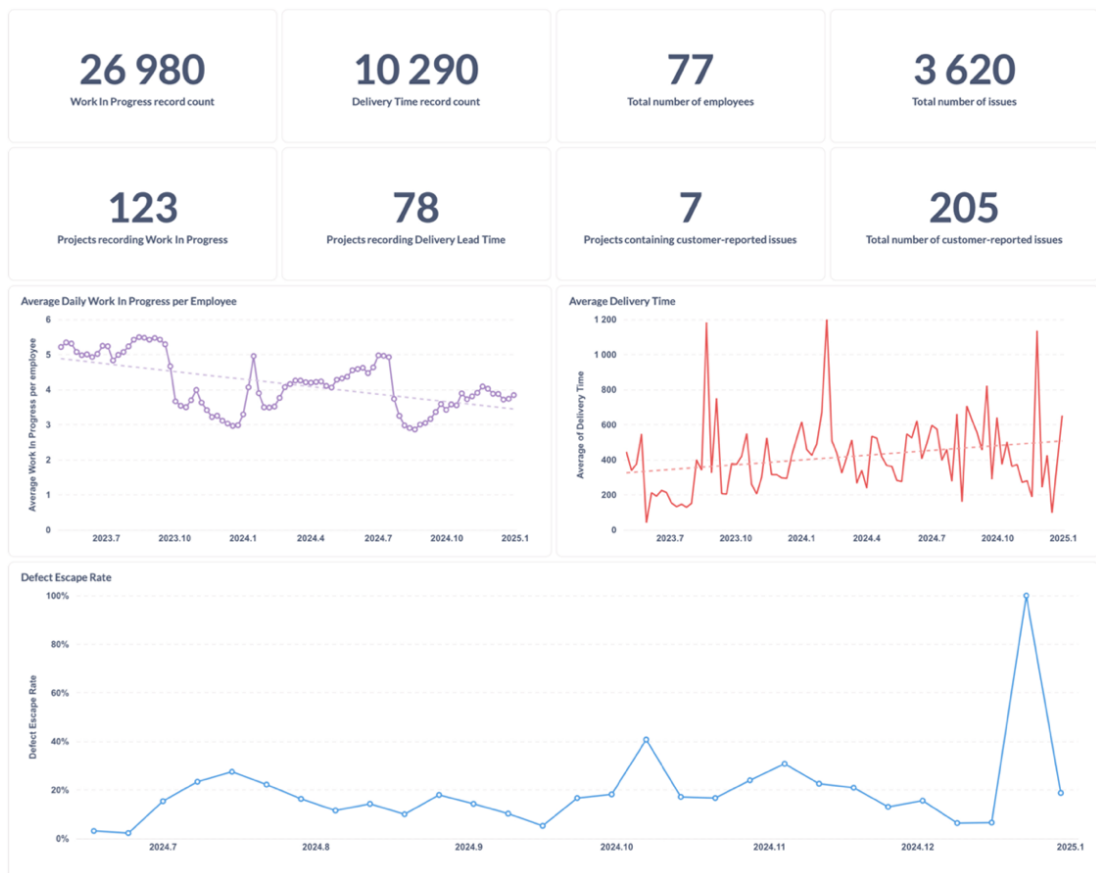 26 980
Work In Progress record count
10 290
Delivery Time record count
77
Total number of employees
3 620
Total number of issues
123
Projects recording Work In Progress
78
Projects recording Delivery Lead Time
7
Projects containing customer-reported issues
205
Total number of customer-reported issues
Average Daily Work In Progress per Employee
Average Work In Progress per employee
6
5
4
3
2
1
0
2023.7 2023.10 2024.1 2024.4 2024.7 2024.10 2025.1
Average Delivery Time
Average of Delivery Time
1 200
1 000
800
600
400
200
0
2023.7 2023.10 2024.1 2024.4 2024.7 2024.10 2025.1
Defect Escape Rate
Defect Escape Rate
100%
80%
60%
40%
20%
0%
2024.7 2024.8 2024.9 2024.10 2024.11 2024.12 2025.1